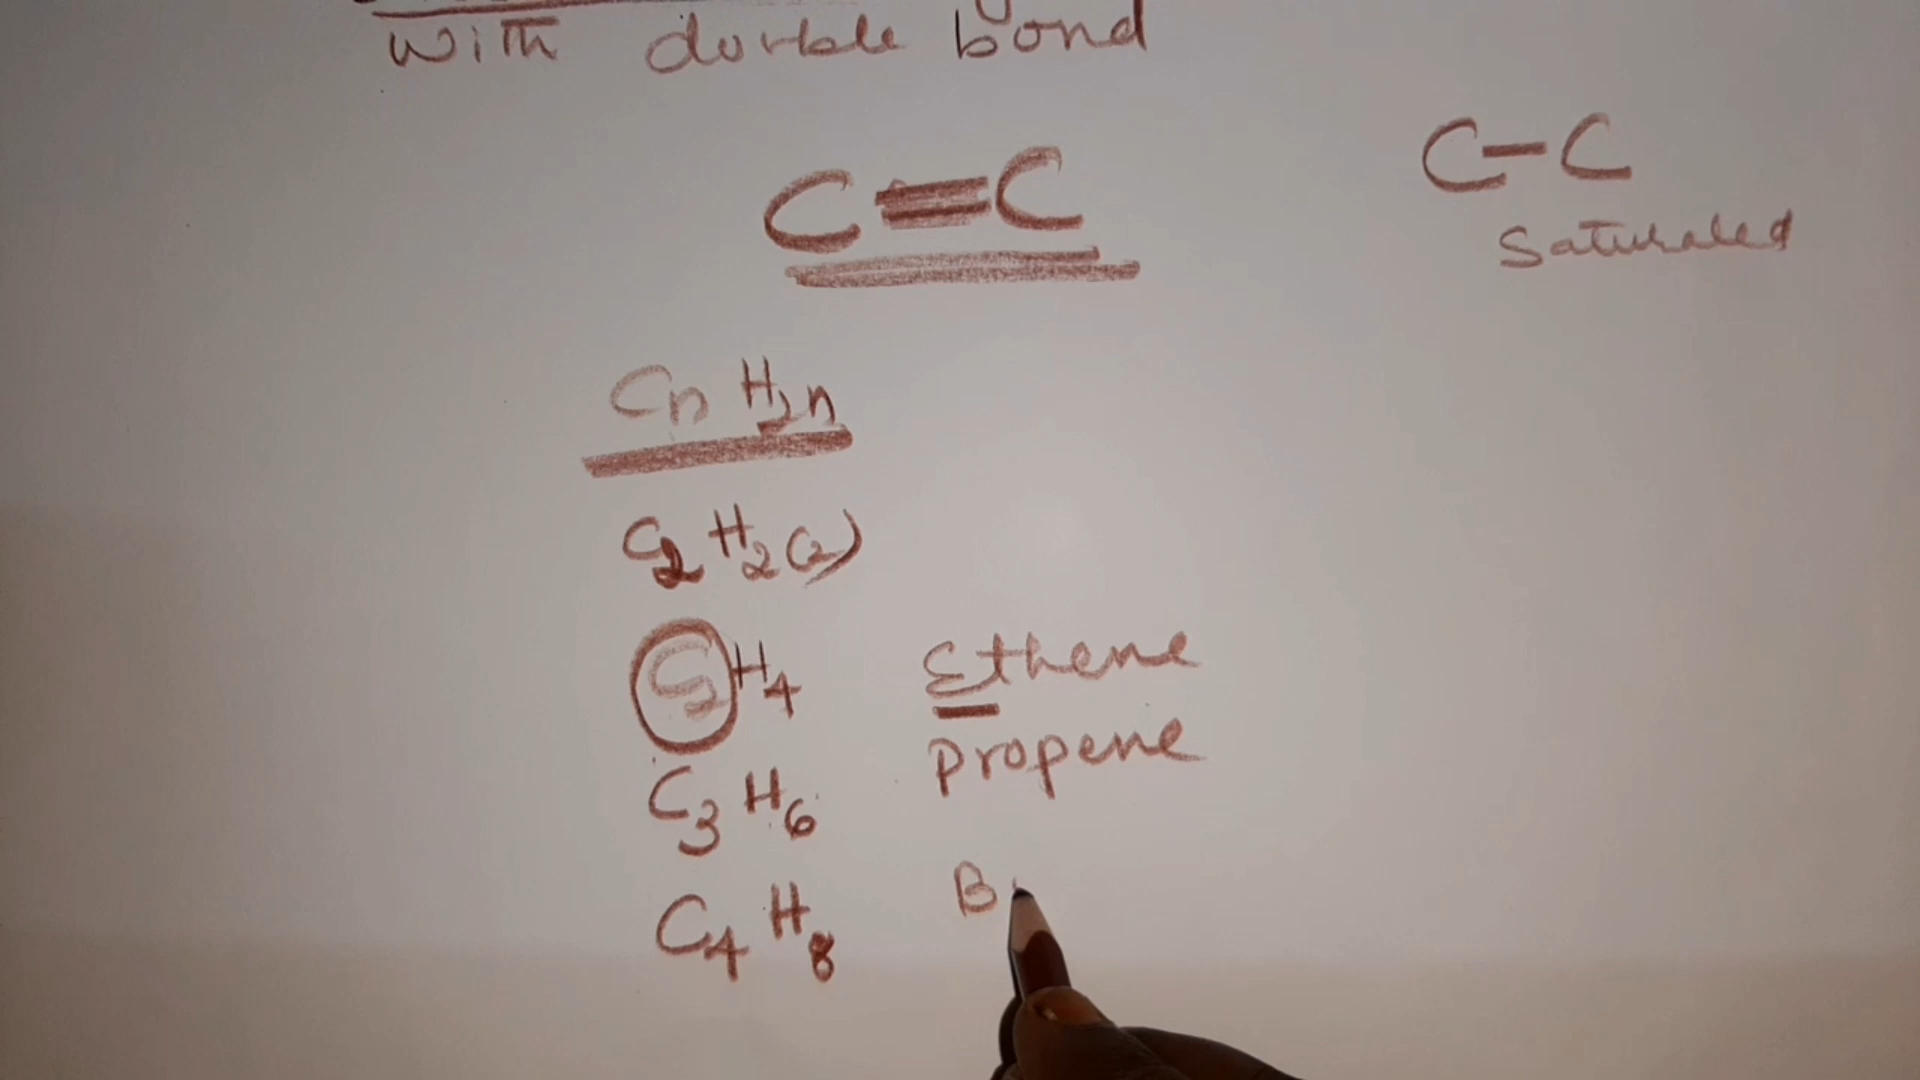 with double bond
C=C
C-C
Saturated
CnH2n
C2H2(2)
C2H4 Ethene
C3H6 Propene
C4H8 B